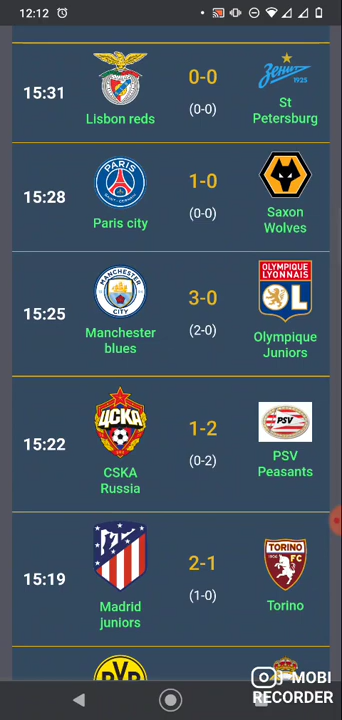 12:12
15:31
Lisbon reds
0-0
(0-0)
Зенит
1925
St
Petersburg
15:28
PARIS
Paris city
1-0
(0-0)
Saxon
Wolves
15:25
MANCHESTER
CITY
Manchester
blues
3-0
(2-0)
OLYMPIQUE
LYONNAIS
OL
Olympique
Juniors
15:22
ЦСКА
CSKA
Russia
1-2
(0-2)
PSV
PSV
Peasants
15:19
Madrid
juniors
2-1
(1-0)
TORINO
FC
Torino
BVB
MOBI
RECORDER